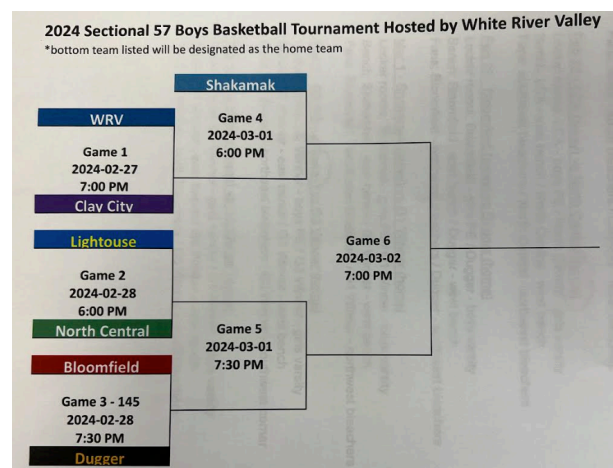 2024 Sectional 57 Boys Basketball Tournament Hosted by White River Valley
*bottom team listed will be designated as the home team
Shakamak
Game 4
2024-03-01
6:00 PM
WRV
Game 1
2024-02-27
7:00 PM
Clay City
Lightouse
Game 2
2024-02-28
6:00 PM
North Central
Game 6
2024-03-02
7:00 PM
Game 5
2024-03-01
7:30 PM
Bloomfield
Game 3 - 145
2024-02-28
7:30 PM
Dugger